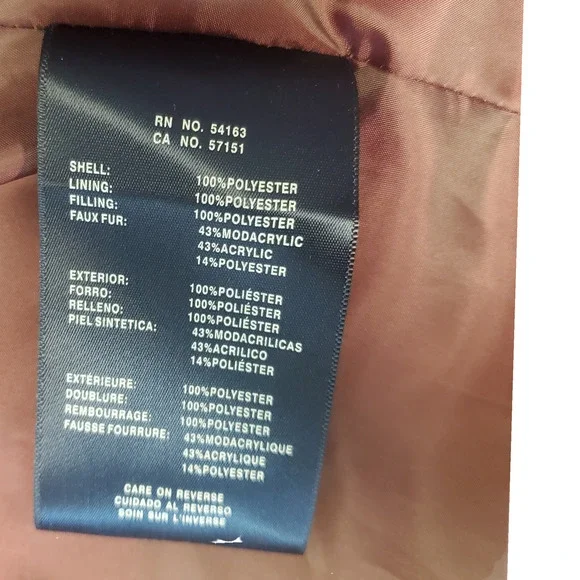 RN NO. 54163
CA NO. 57151
SHELL: 100%POLYESTER
LINING: 100%POLYESTER
FILLING: 100%POLYESTER
FAUX FUR: 43%MODACRYLIC
43%ACRYLIC
14%POLYESTER
EXTERIOR: 100%POLIÉSTER
FORRO: 100%POLIÉSTER
RELLENO: 100%POLIÉSTER
PIEL SINTETICA: 43%MODACRILICAS
43%ACRILICO
14%POLIÉSTER
EXTÉRIEURE: 100%POLYESTER
DOUBLURE: 100%POLYESTER
REMBOURRAGE: 100%POLYESTER
FAUSSE FOURRURE: 43%MODACRYLIQUE
43%ACRYLIQUE
14%POLYESTER
CARE ON REVERSE
CUIDADO AL REVERSO
SOIN SUR L'INVERSE